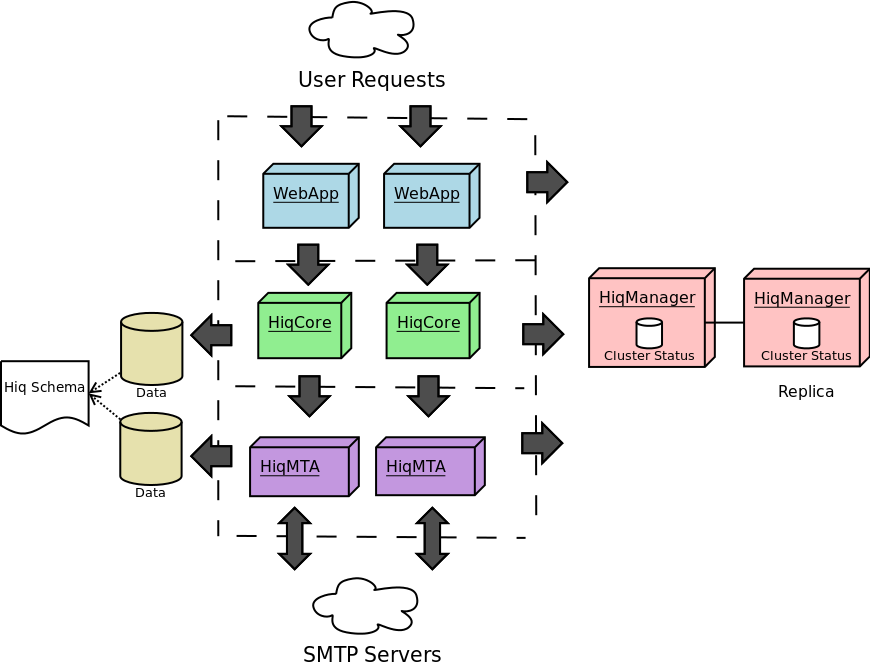 User Requests
WebApp
WebApp
HiqCore
HiqCore
HiqManager
Cluster Status
HiqManager
Cluster Status
Replica
Hiq Schema
Data
Data
HiqMTA
HiqMTA
SMTP Servers